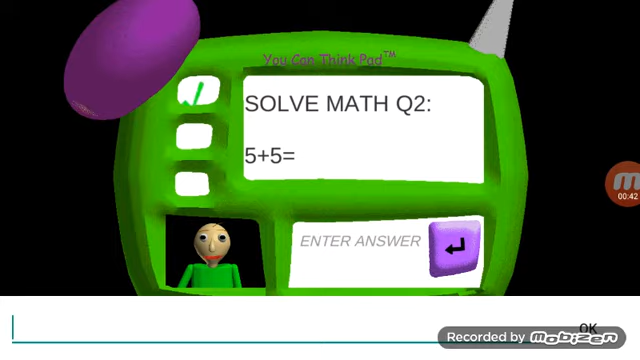 You Can Think Pad™
SOLVE MATH Q2:
5+5=
ENTER ANSWER
00:42
OK
Recorded by mobizen